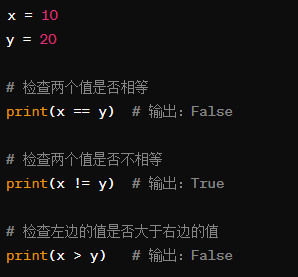 x = 10
y = 20
# 检查两个值是否相等
print(x == y)  # 输出：False
# 检查两个值是否不相等
print(x != y)  # 输出：True
# 检查左边的值是否大于右边的值
print(x > y)   # 输出：False